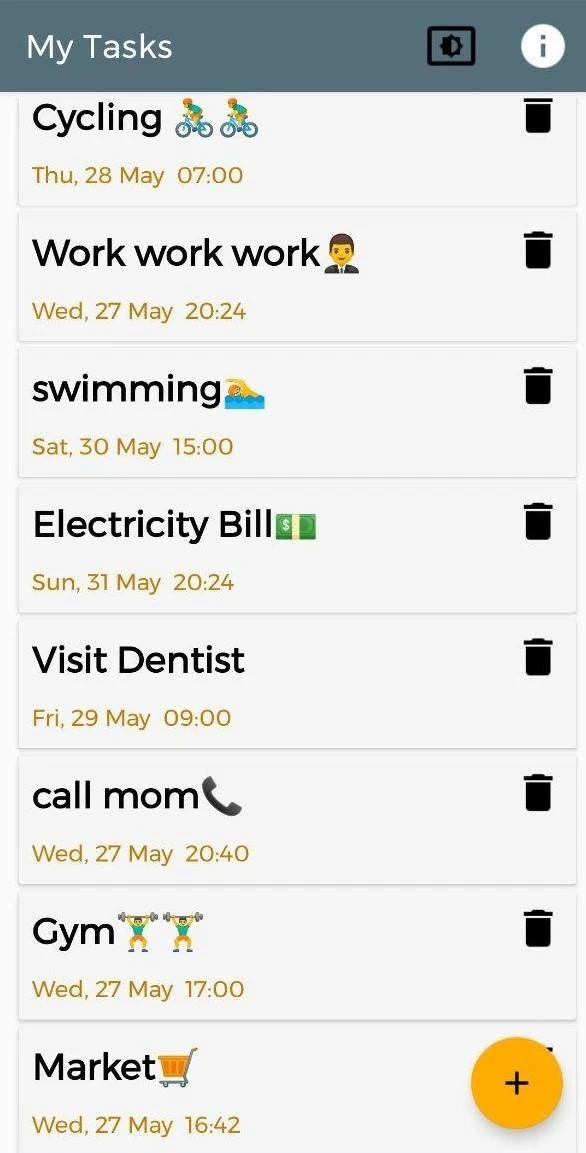 My Tasks
Cycling 🚴🚴
Thu, 28 May 07:00
Work work work👨‍💼
Wed, 27 May 20:24
swimming🏊
Sat, 30 May 15:00
Electricity Bill💵
Sun, 31 May 20:24
Visit Dentist
Fri, 29 May 09:00
call mom📞
Wed, 27 May 20:40
Gym🏋️‍♂️🏋️‍♂️
Wed, 27 May 17:00
Market🛒
Wed, 27 May 16:42